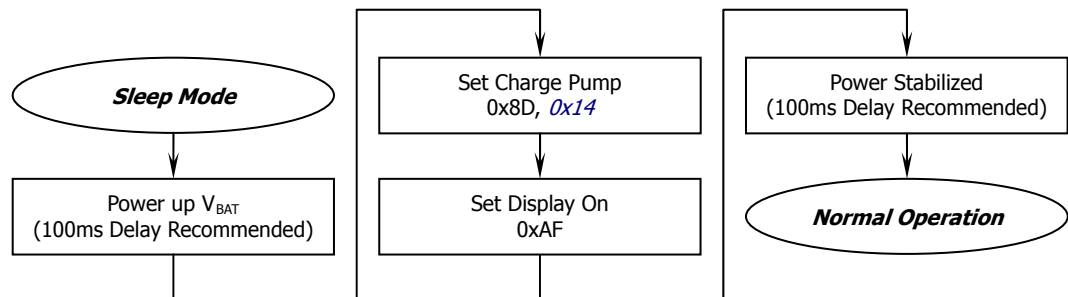 Sleep Mode
Power up VBAT
(100ms Delay Recommended)
Set Charge Pump
0x8D, 0x14
Set Display On
0xAF
Power Stabilized
(100ms Delay Recommended)
Normal Operation